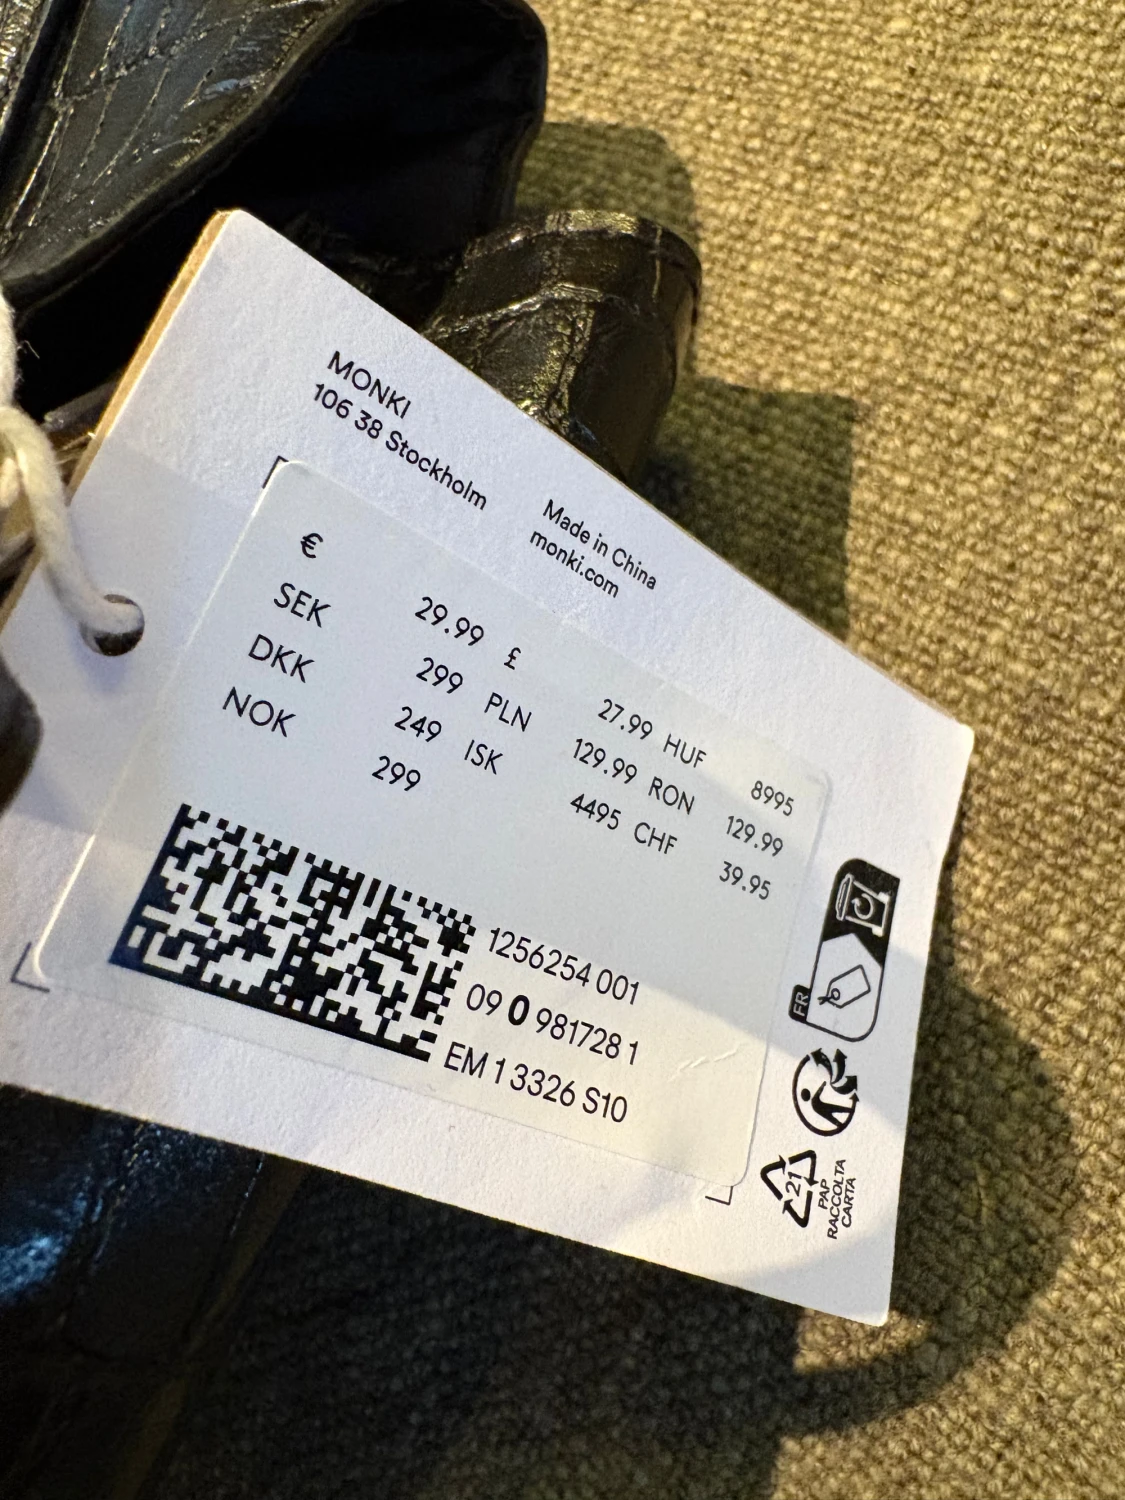 MONKI
106 38 Stockholm
Made in China
monki.com
€ 29.99 £ 27.99 HUF 8995
SEK 299 PLN 129.99 RON 129.99
DKK 249 ISK 4495 CHF 39.95
NOK 299
1256254 001
09 0 981728 1
EM 1 3326 S10
FR
21
PAP
RACCOLTA
CARTA